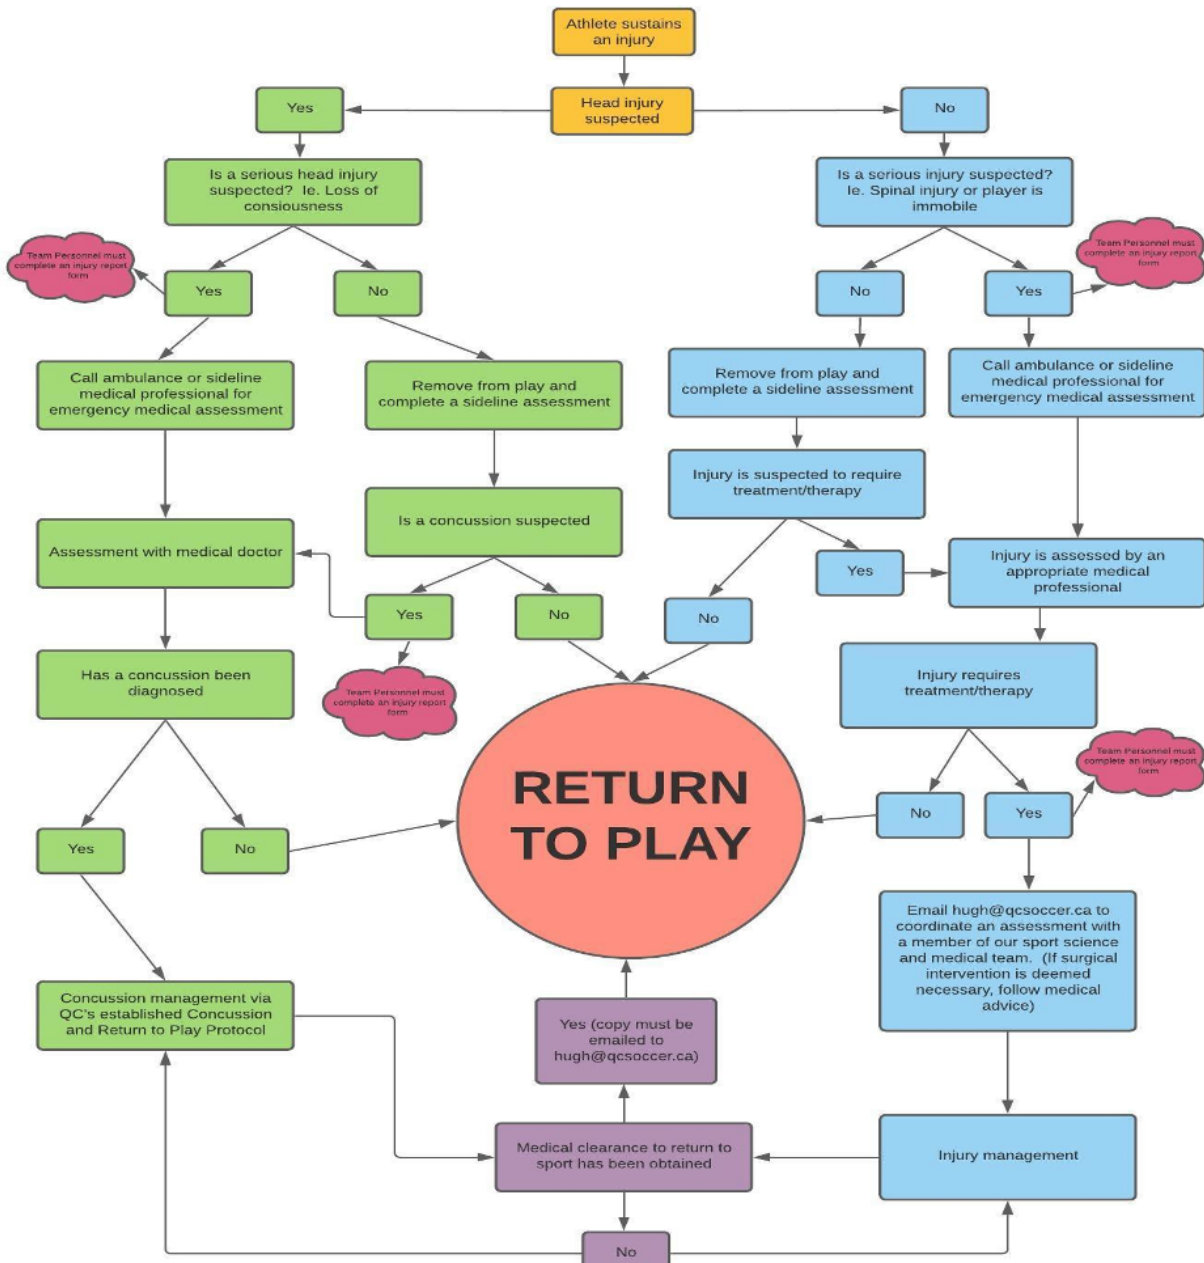 Athlete sustains
an injury
Yes
Head injury
suspected
No
Is a serious head injury
suspected? Ie. Loss of
consiousness
Is a serious injury suspected?
Ie. Spinal injury or player is
immobile
Team Personnel must
complete an injury report
form
Yes
No
No
Yes
Team Personnel must
complete an injury report
form
Call ambulance or sideline
medical professional for
emergency medical assessment
Remove from play and
complete a sideline assessment
Remove from play and
complete a sideline assessment
Call ambulance or sideline
medical professional for
emergency medical assessment
Injury is suspected to require
treatment/therapy
Is a concussion suspected
Assessment with medical doctor
Yes
Injury is assessed by an
appropriate medical
professional
Yes
No
No
Has a concussion been
diagnosed
Team Personnel must
complete an injury report
form
Injury requires
treatment/therapy
Team Personnel must
complete an injury report
form
RETURN
TO PLAY
No
Yes
Yes
No
Email hugh@qcsoccer.ca to
coordinate an assessment with
a member of our sport science
and medical team. (If surgical
intervention is deemed
necessary, follow medical
advice)
Concussion management via
QC's established Concussion
and Return to Play Protocol
Yes (copy must be
emailed to
hugh@qcsoccer.ca)
Medical clearance to return to
sport has been obtained
Injury management
No